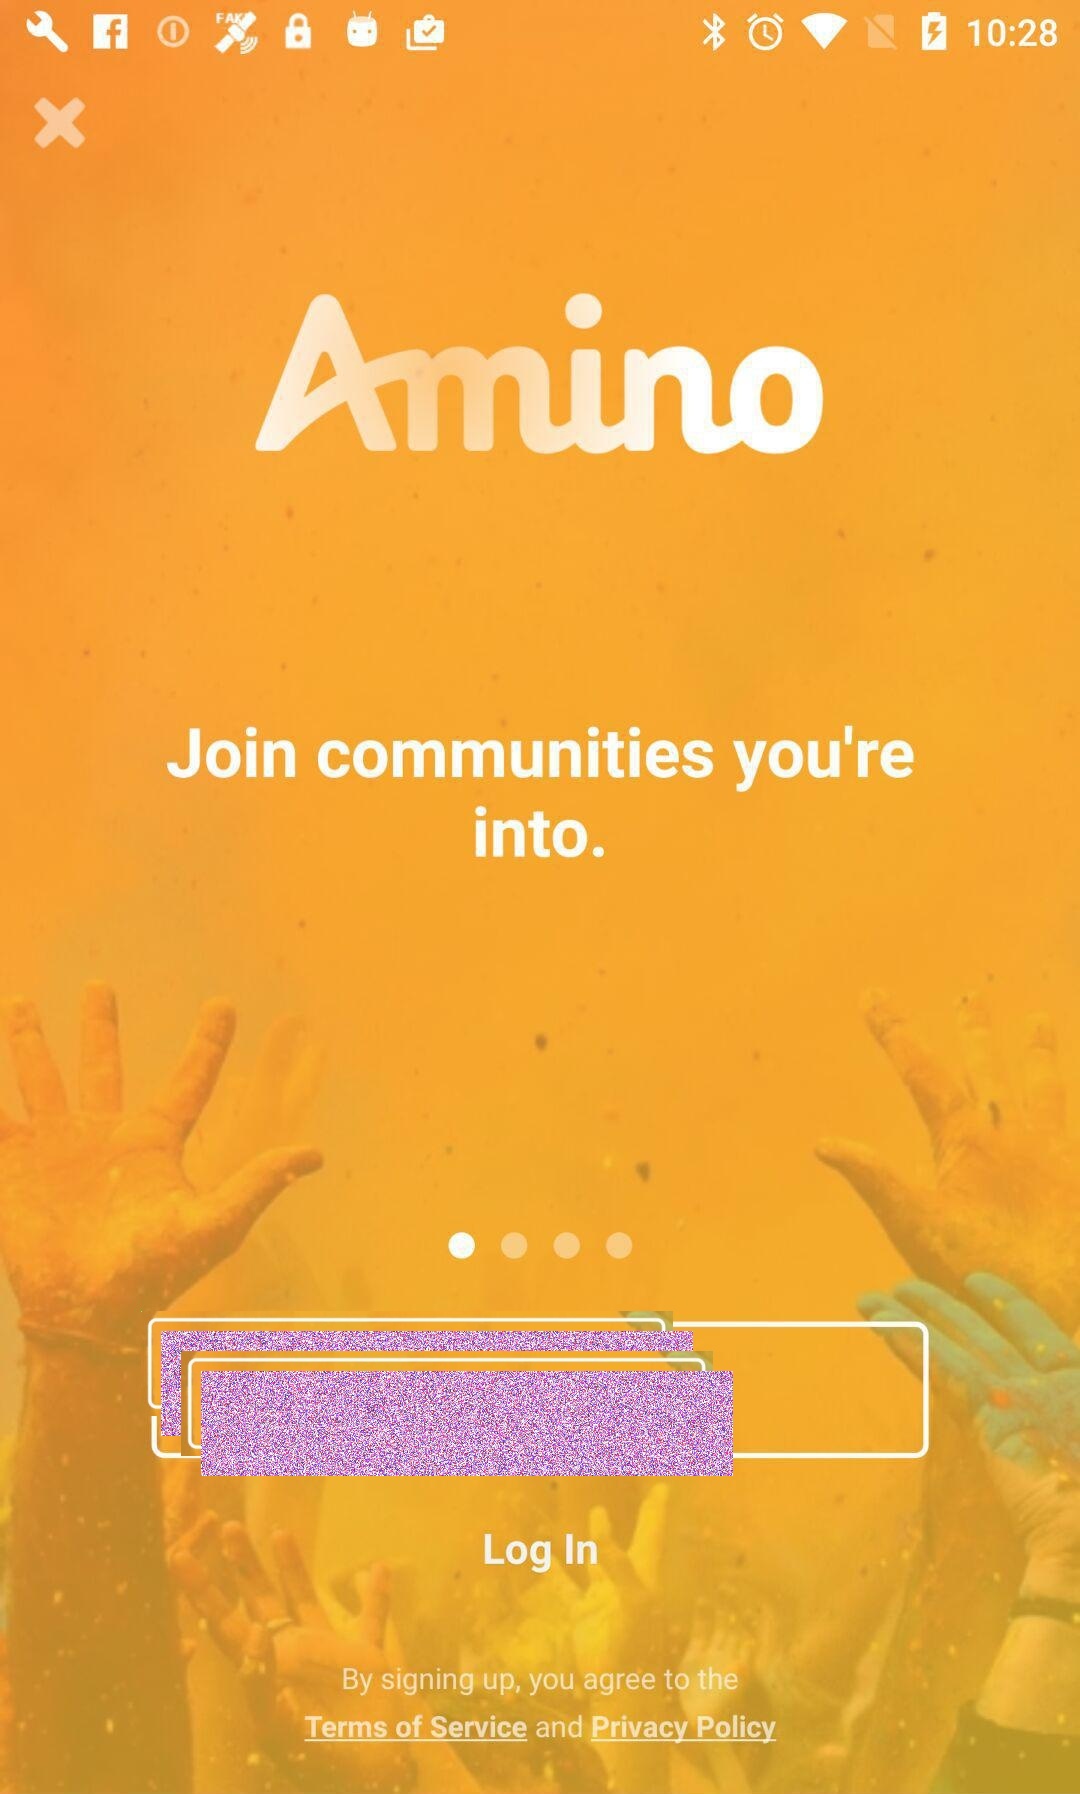 FAKE
10:28
Amino
Join communities you're
into.
Log In
By signing up, you agree to the
Terms of Service and Privacy Policy